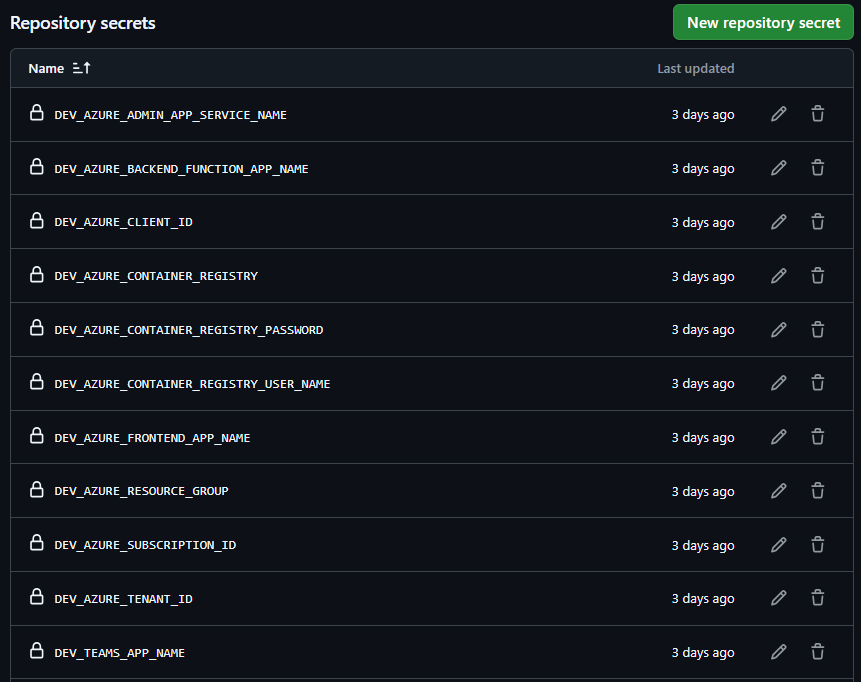 Repository secrets
New repository secret
Name
Last updated
DEV_AZURE_ADMIN_APP_SERVICE_NAME 3 days ago
DEV_AZURE_BACKEND_FUNCTION_APP_NAME 3 days ago
DEV_AZURE_CLIENT_ID 3 days ago
DEV_AZURE_CONTAINER_REGISTRY 3 days ago
DEV_AZURE_CONTAINER_REGISTRY_PASSWORD 3 days ago
DEV_AZURE_CONTAINER_REGISTRY_USER_NAME 3 days ago
DEV_AZURE_FRONTEND_APP_NAME 3 days ago
DEV_AZURE_RESOURCE_GROUP 3 days ago
DEV_AZURE_SUBSCRIPTION_ID 3 days ago
DEV_AZURE_TENANT_ID 3 days ago
DEV_TEAMS_APP_NAME 3 days ago